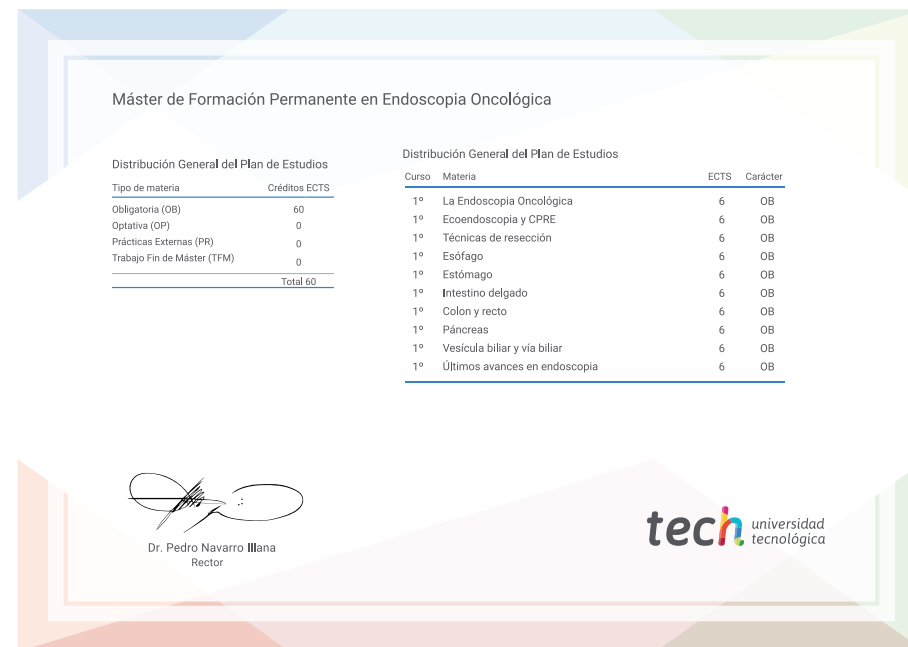 Máster de Formación Permanente en Endoscopia Oncológica
Distribución General del Plan de Estudios
Tipo de materia Créditos ECTS
Obligatoria (OB) 60
Optativa (OP) 0
Prácticas Externas (PR) 0
Trabajo Fin de Máster (TFM) 0
Total 60
Distribución General del Plan de Estudios
Curso Materia ECTS Carácter
1º La Endoscopia Oncológica 6 OB
1º Ecoendoscopia y CPRE 6 OB
1º Técnicas de resección 6 OB
1º Esófago 6 OB
1º Estómago 6 OB
1º Intestino delgado 6 OB
1º Colon y recto 6 OB
1º Páncreas 6 OB
1º Vesícula biliar y vía biliar 6 OB
1º Últimos avances en endoscopia 6 OB
Dr. Pedro Navarro Illana
Rector
tech universidad
tecnológica